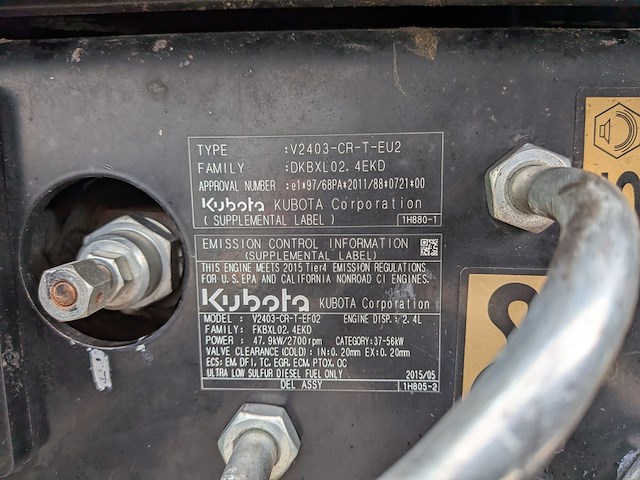 TYPE :V2403-CR-T-EU2
FAMILY :DKBXL02.4EKD
APPROVAL NUMBER :e1*97/68PA*2011/88*0721*00
Kubota KUBOTA Corporation
(SUPPLEMENTAL LABEL) 1H880-1
EMISSION CONTROL INFORMATION
(SUPPLEMENTAL LABEL)
THIS ENGINE MEETS 2015 Tier4 EMISSION REGULATIONS
FOR U.S.EPA AND CALIFORNIA NONROAD CI ENGINES.
Kubota KUBOTA Corporation
MODEL : V2403-CR-T-EF02 ENGINE DISP.: 2.4L
FAMILY: FKBXL02.4EKD
POWER : 47.9kW/2700rpm CATEGORY:37-56kW
VALVE CLEARANCE (COLD) : IN:0.20mm EX:0.20mm
ECS: EM, DFI, TC, EGR, ECM, PTOX, OC
ULTRA LOW SULFUR DIESEL FUEL ONLY 2015/05
DEL ASSY 1H805-2